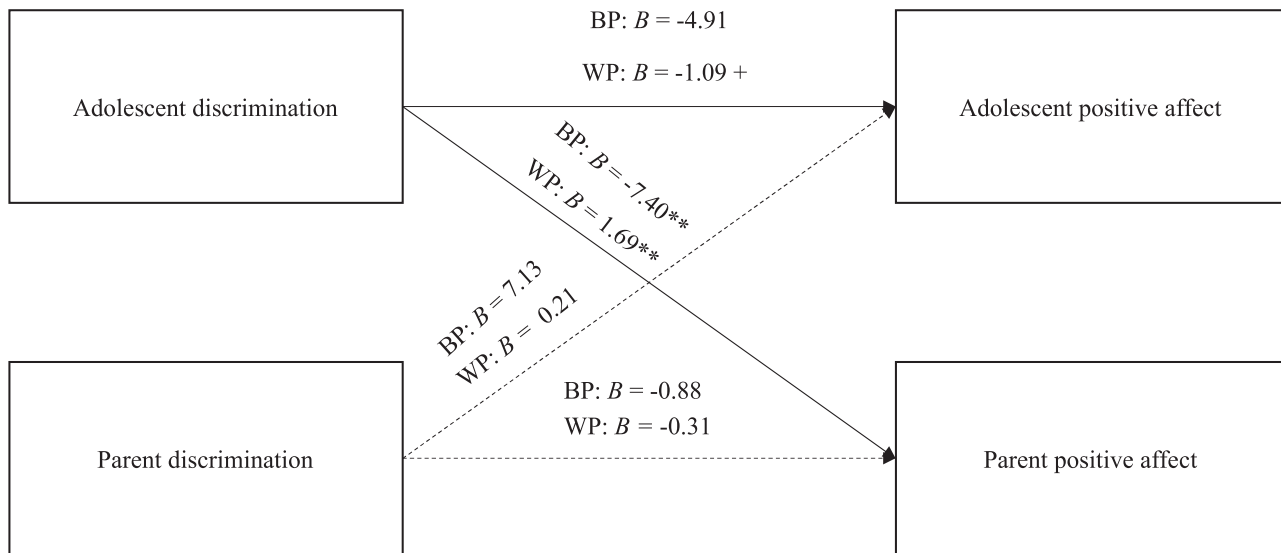 BP: B = -4.91
WP: B = -1.09 +
Adolescent discrimination
Adolescent positive affect
BP: B = -7.40**
WP: B = 1.69**
BP: B = 7.13
WP: B = 0.21
BP: B = -0.88
WP: B = -0.31
Parent discrimination
Parent positive affect